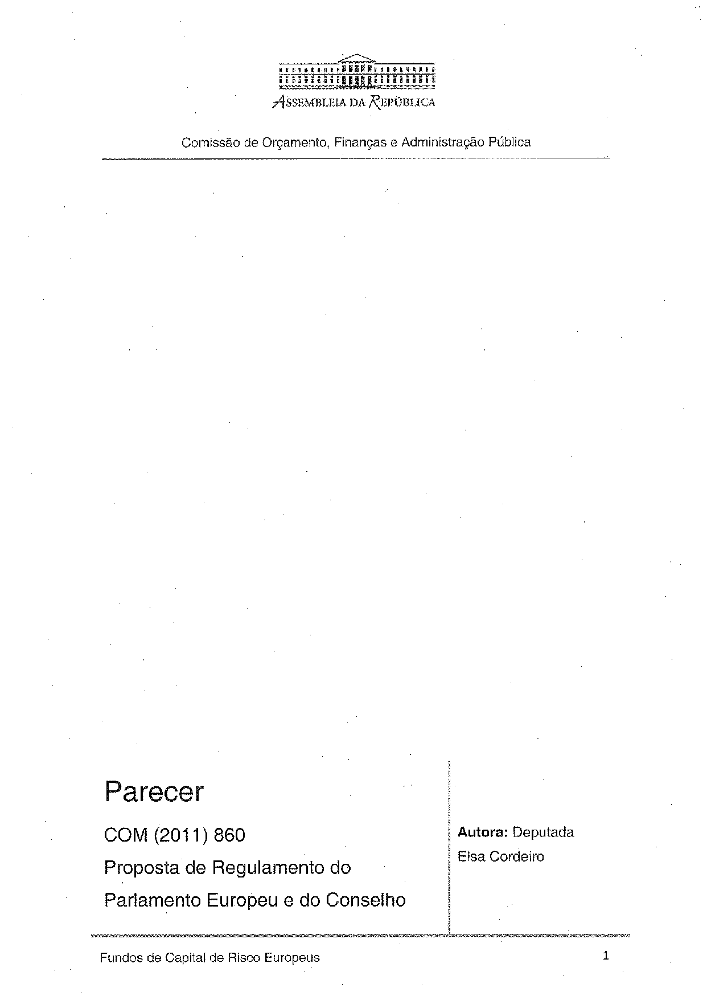 ASSEMBLEIA DA REPÚBLICA
Comissão de Orçamento, Finanças e Administração Pública
Parecer
COM (2011) 860
Proposta de Regulamento do
Parlamento Europeu e do Conselho
Autora: Deputada
Elsa Cordeiro
Fundos de Capital de Risco Europeus
1